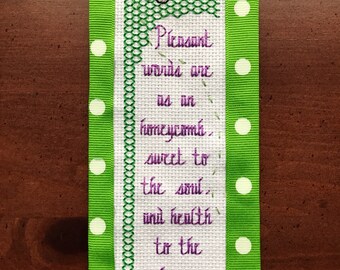 Pleasant
words are
as an
honeycomb,
sweet to
the soul,
and health
to the